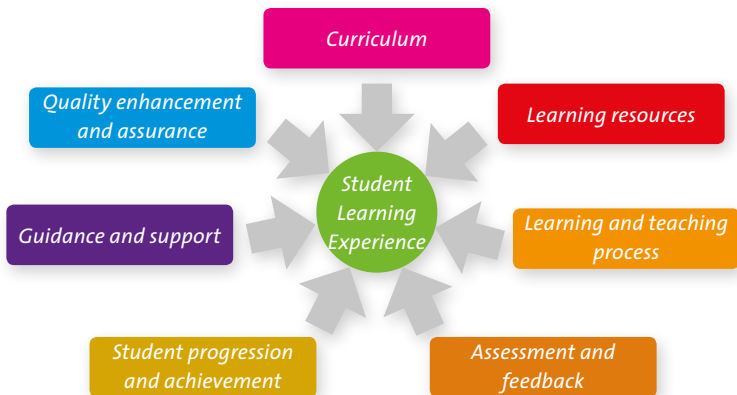 Curriculum
Quality enhancement
and assurance
Learning resources
Student
Learning
Experience
Guidance and support
Learning and teaching
process
Student progression
and achievement
Assessment and
feedback